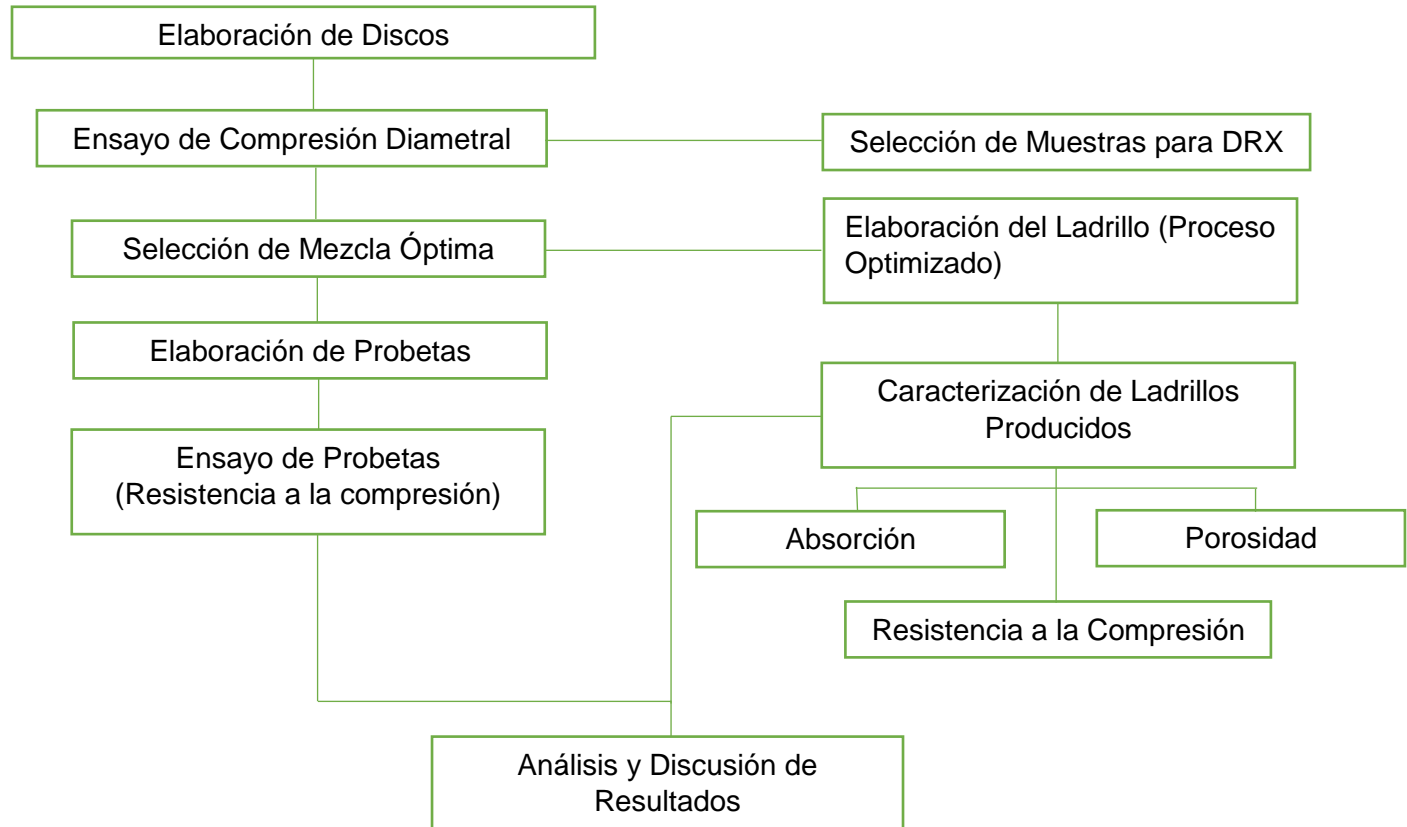 Elaboración de Discos
Ensayo de Compresión Diametral
Selección de Muestras para DRX
Selección de Mezcla Óptima
Elaboración del Ladrillo (Proceso
Optimizado)
Elaboración de Probetas
Caracterización de Ladrillos
Producidos
Ensayo de Probetas
(Resistencia a la compresión)
Absorción
Porosidad
Resistencia a la Compresión
Análisis y Discusión de
Resultados